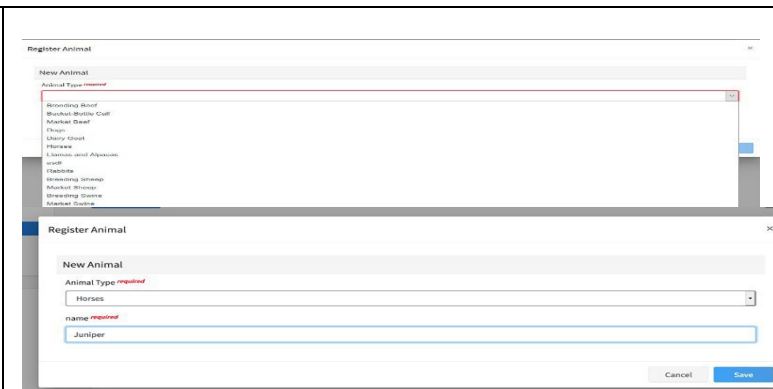 Register Animal
×
New Animal
Animal Type required
Breeding Beef
Bucket-Bottle Calf
Market Beef
Dogs
Dairy Goat
Horses
Llamas and Alpacas
Rabbits
Breeding Sheep
Market Sheep
Breeding Swine
Market Swine
Register Animal
×
New Animal
Animal Type required
Horses
name required
Juniper
Cancel Save